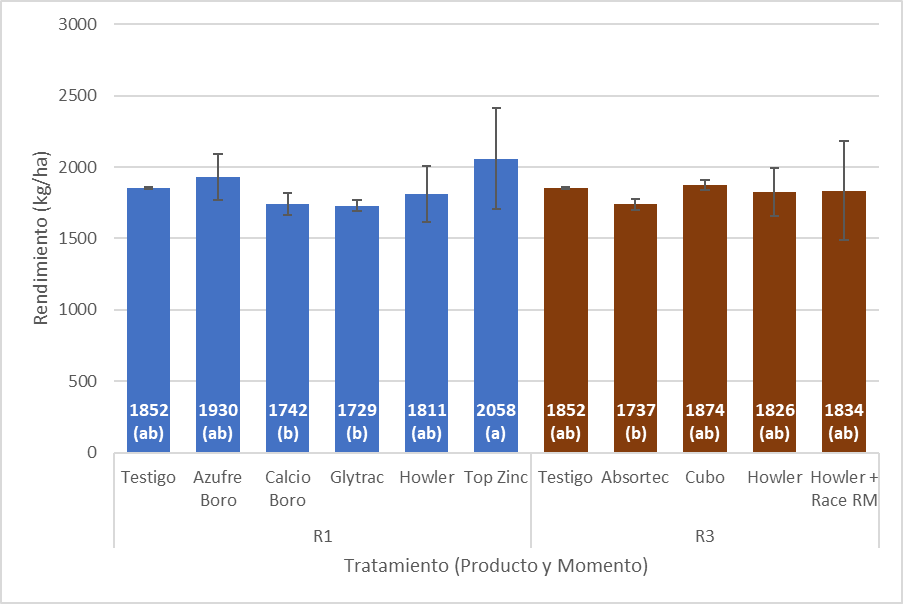 3000
2500
2000
1500
1000
500
0
Rendimiento (kg/ha)
1852 1930 1742 1729 1811 2058 1852 1737 1874 1826 1834
(ab) (ab) (b) (b) (ab) (a) (ab) (b) (ab) (ab) (ab)
Testigo Azufre Calcio Glytrac Howler Top Zinc Testigo Absortec Cubo Howler Howler +
Boro Boro Race RM
R1 R3
Tratamiento (Producto y Momento)